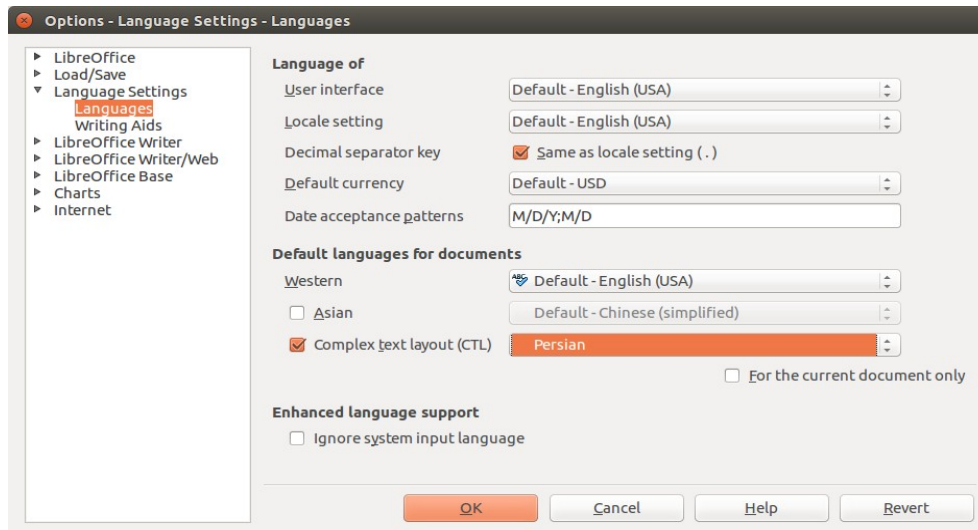 Options - Language Settings - Languages
LibreOffice
Load/Save
Language Settings
Languages
Writing Aids
LibreOffice Writer
LibreOffice Writer/Web
LibreOffice Base
Charts
Internet
Language of
User interface Default - English (USA)
Locale setting Default - English (USA)
Decimal separator key Same as locale setting ( . )
Default currency Default - USD
Date acceptance patterns M/D/Y;M/D
Default languages for documents
Western ABC Default - English (USA)
Asian Default - Chinese (simplified)
Complex text layout (CTL) Persian
For the current document only
Enhanced language support
Ignore system input language
OK Cancel Help Revert